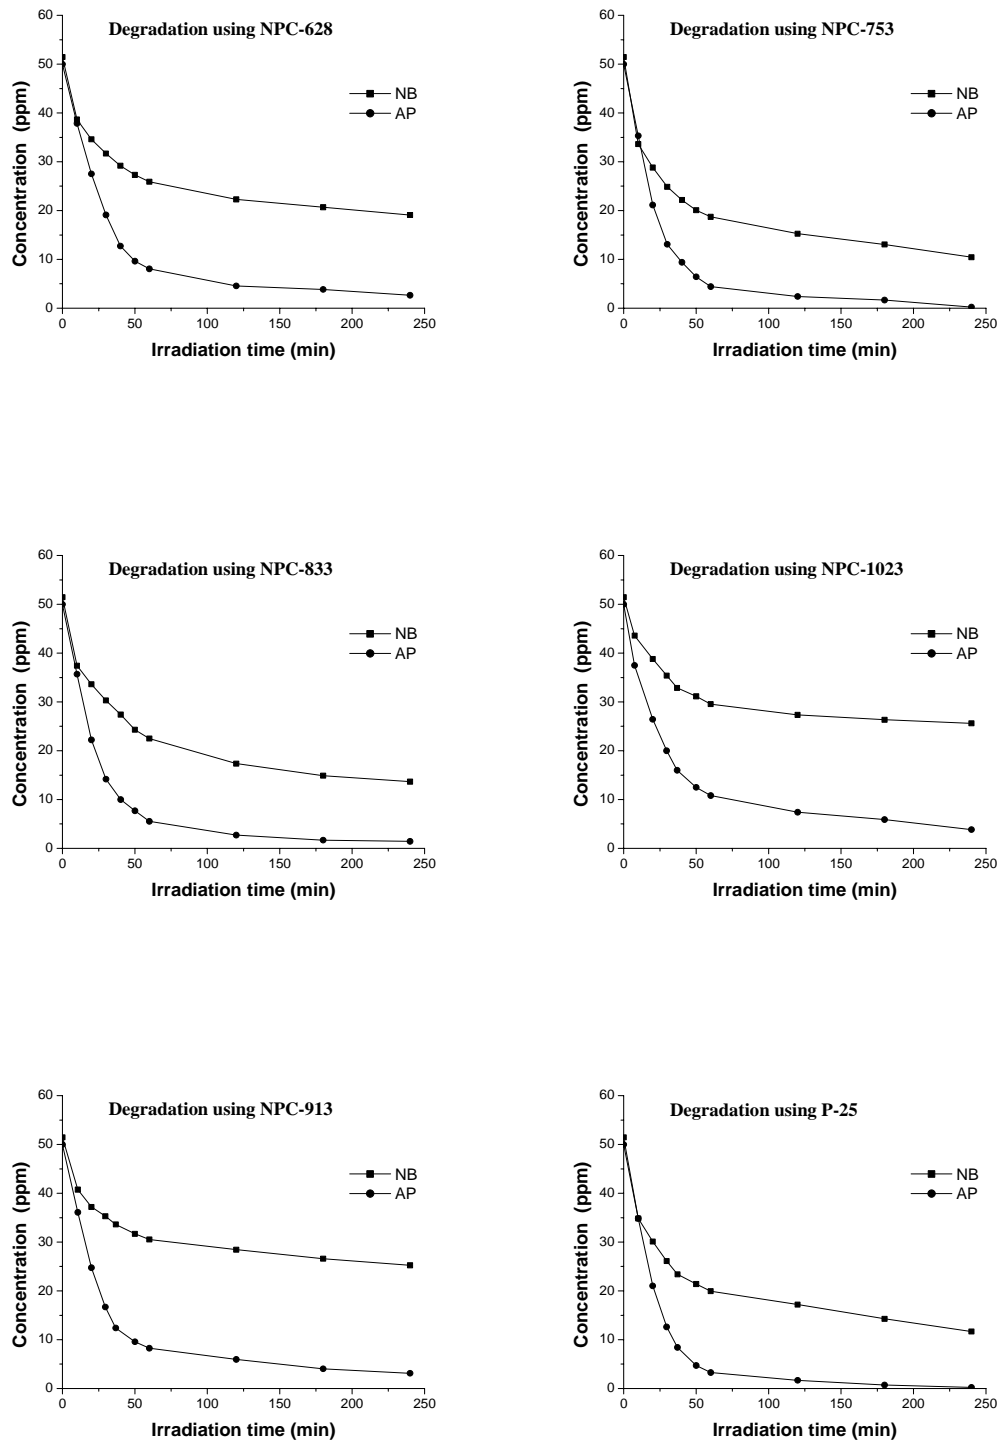 Degradation using NPC-628
Concentration (ppm)
60
50
40
30
20
10
0
NB
AP
0 50 100 150 200 250
Irradiation time (min)
Degradation using NPC-753
Concentration (ppm)
60
50
40
30
20
10
0
NB
AP
0 50 100 150 200 250
Irradiation time (min)
Degradation using NPC-833
Concentration (ppm)
60
50
40
30
20
10
0
NB
AP
0 50 100 150 200 250
Irradiation time (min)
Degradation using NPC-1023
Concentration (ppm)
60
50
40
30
20
10
0
NB
AP
0 50 100 150 200 250
Irradiation time (min)
Degradation using NPC-913
Concentration (ppm)
60
50
40
30
20
10
0
NB
AP
0 50 100 150 200 250
Irradiation time (min)
Degradation using P-25
Concentration (ppm)
60
50
40
30
20
10
0
NB
AP
0 50 100 150 200 250
Irradiation time (min)